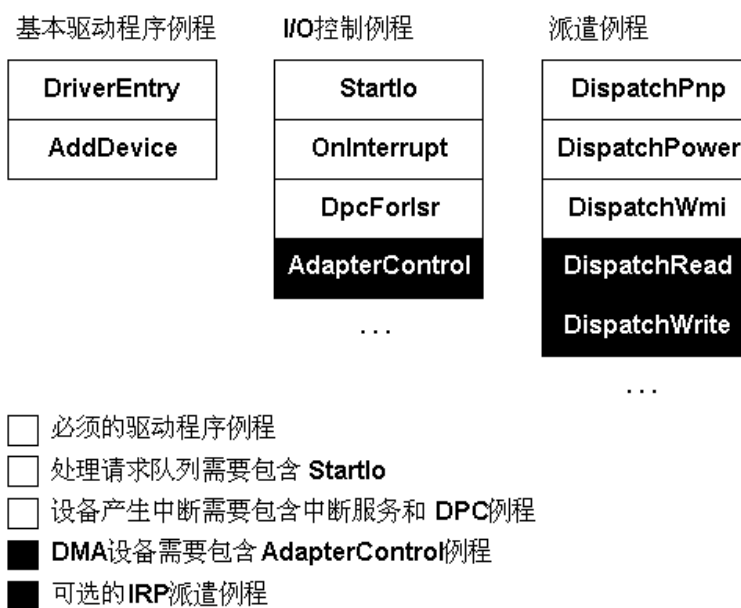 基本驱动程序例程
I/O控制例程
派遣例程
DriverEntry
AddDevice
StartIo
OnInterrupt
DpcForIsr
AdapterControl
...
DispatchPnp
DispatchPower
DispatchWmi
DispatchRead
DispatchWrite
...
必须的驱动程序例程
处理请求队列需要包含 StartIo
设备产生中断需要包含中断服务和 DPC例程
DMA设备需要包含 AdapterControl例程
可选的IRP派遣例程